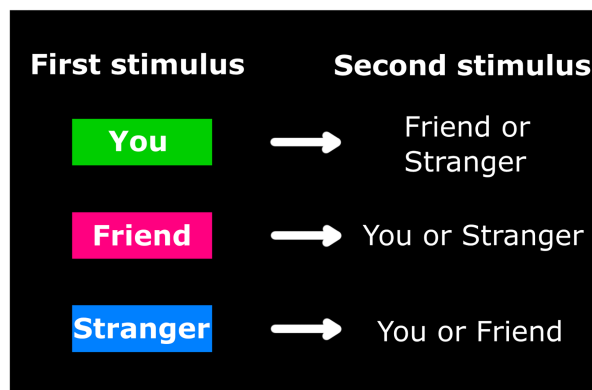 First stimulus
Second stimulus
You
Friend or
Stranger
Friend
You or Stranger
Stranger
You or Friend